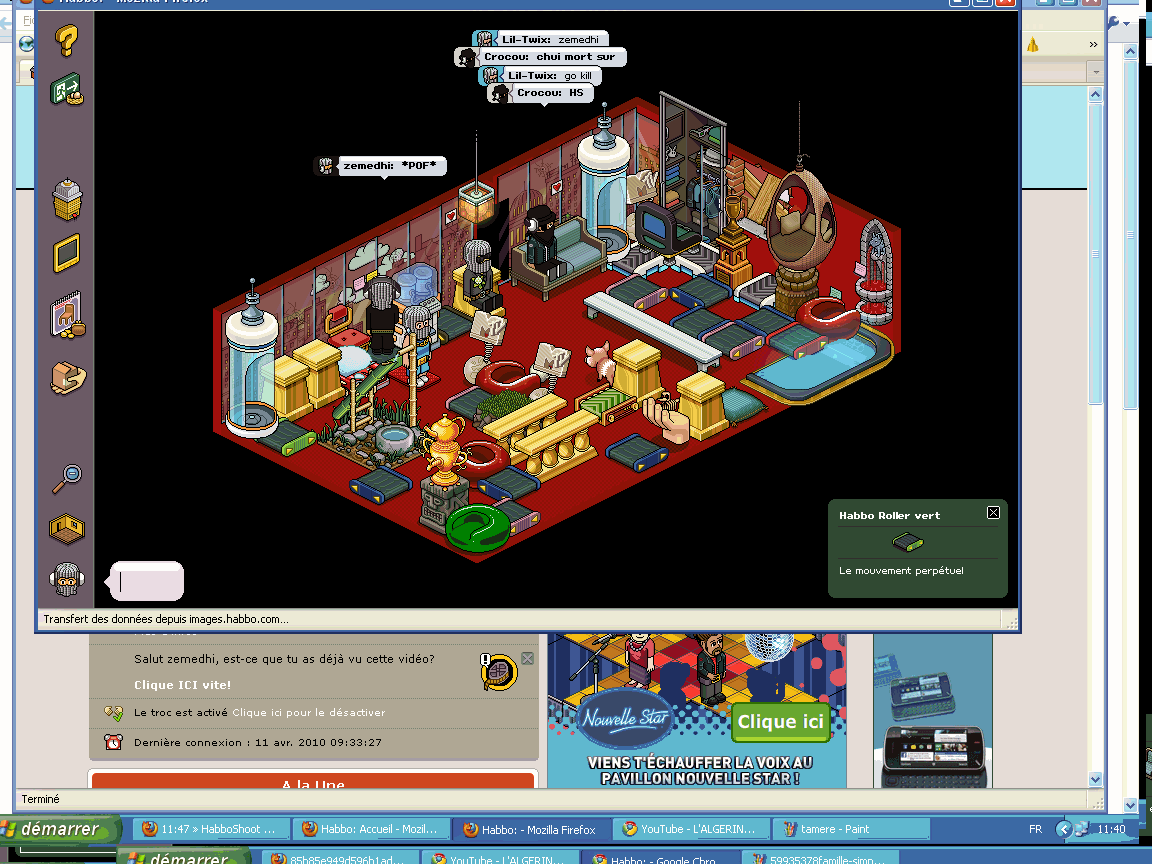 Habbo: - Mozilla Firefox
Lil-Twix: zemedhi
Crocou: chui mort sur
Lil-Twix: go kill
Crocou: HS
zemedhi: *POF*
MTV
MTV
MTV
Habbo Roller vert
Le mouvement perpétuel
Transfert des données depuis images.habbo.com...
Salut zemedhi, est-ce que tu as déjà vu cette vidéo?
Clique ICI vite!
Le troc est activé Clique ici pour le désactiver
Dernière connexion : 11 avr. 2010 09:33:27
A la Une
Nouvelle Star
Clique ici
VIENS T'ÉCHAUFFER LA VOIX AU
PAVILLON NOUVELLE STAR !
Terminé
démarrer
11:47 » HabboShoot ...
Habbo: Accueil - Mozil...
Habbo: - Mozilla Firefox
YouTube - L'ALGERIN...
tamere - Paint
FR
11:40
démarrer
85b85e949d596b1ad...
YouTube - L'ALGERIN...
Habbo: - Google Chro...
59935378famille-simp...